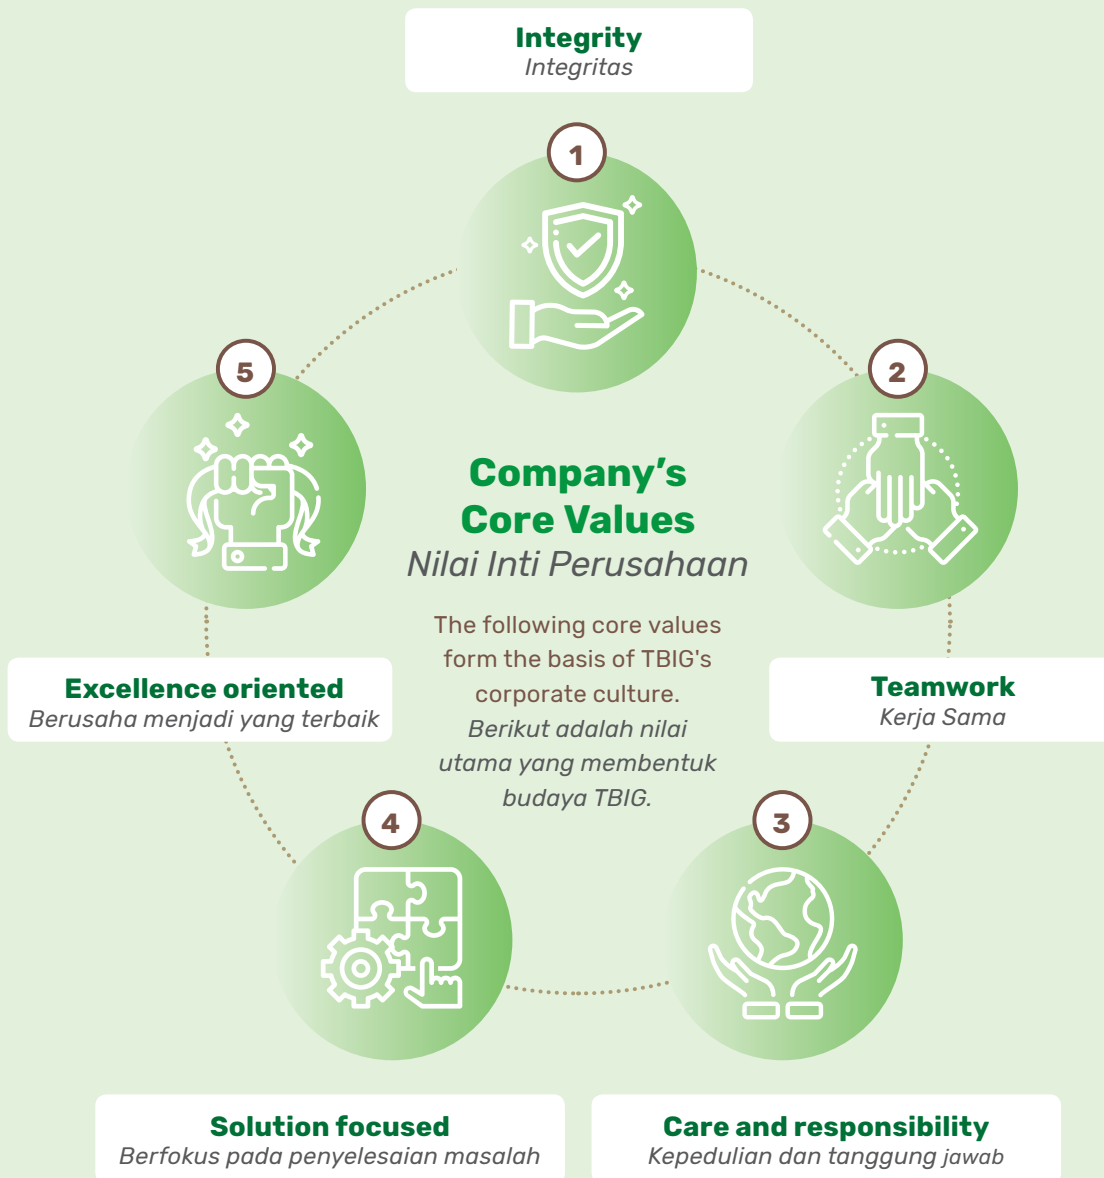 Integrity
Integritas
1
5
2
Company’s
Core Values
Nilai Inti Perusahaan
The following core values
form the basis of TBIG's
corporate culture.
Berikut adalah nilai
utama yang membentuk
budaya TBIG.
Excellence oriented
Berusaha menjadi yang terbaik
Teamwork
Kerja Sama
4
3
Solution focused
Berfokus pada penyelesaian masalah
Care and responsibility
Kepedulian dan tanggung jawab